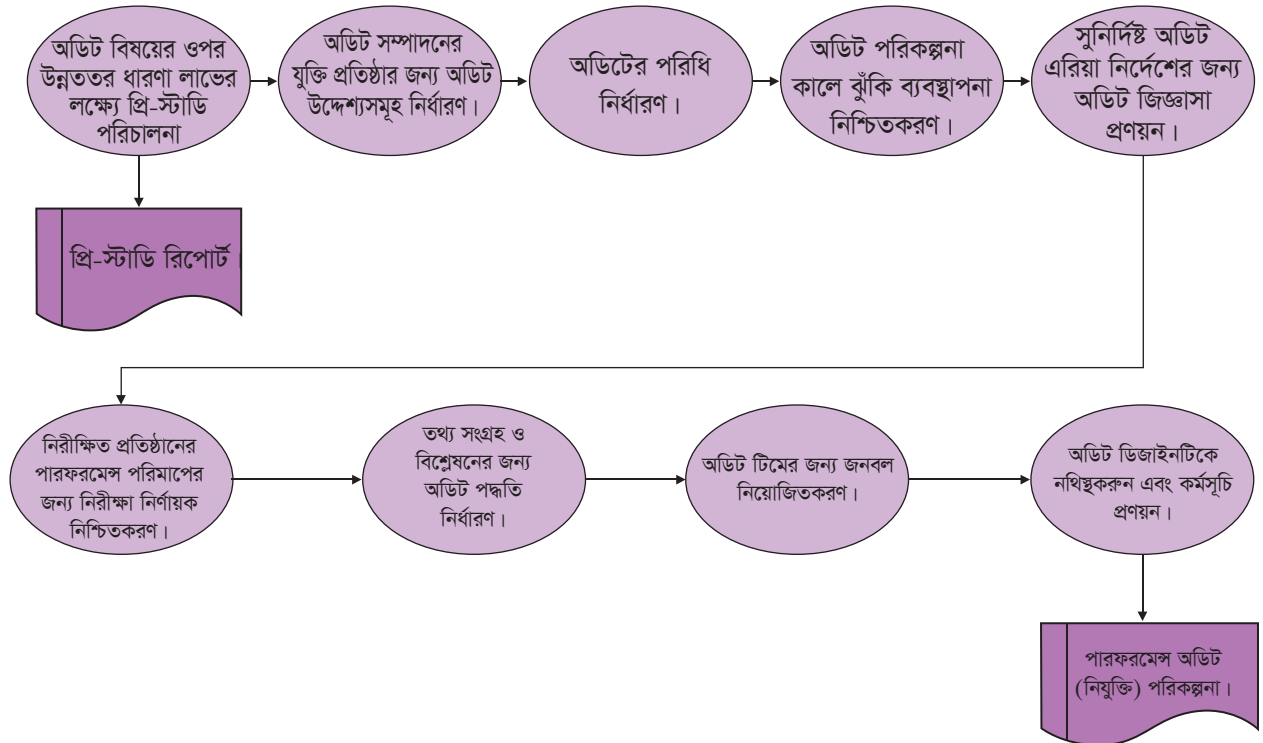 অডিট বিষয়ের ওপর
উন্নততর ধারণা লাভের
লক্ষ্যে প্রি-স্টাডি
পরিচালনা
অডিট সম্পাদনের
যুক্তি প্রতিষ্ঠার জন্য অডিট
উদ্দেশ্যসমূহ নির্ধারণ।
অডিটের পরিধি
নির্ধারণ।
অডিট পরিকল্পনা
কালে ঝুঁকি ব্যবস্থাপনা
নিশ্চিতকরণ।
সুনির্দিষ্ট অডিট
এরিয়া নির্দেশের জন্য
অডিট জিজ্ঞাসা
প্রণয়ন।
প্রি-স্টাডি রিপোর্ট।
নিরীক্ষিত প্রতিষ্ঠানের
পারফরমেন্স পরিমাপের
জন্য নিরীক্ষা নির্ণায়ক
নিশ্চিতকরণ।
তথ্য সংগ্রহ ও
বিশ্লেষনের জন্য
অডিট পদ্ধতি
নির্ধারণ।
অডিট টিমের জন্য জনবল
নিয়োজিতকরণ।
অডিট ডিজাইনটিকে
নথিস্থকরুন এবং কর্মসূচি
প্রণয়ন।
পারফরমেন্স অডিট
(নিযুক্তি) পরিকল্পনা।